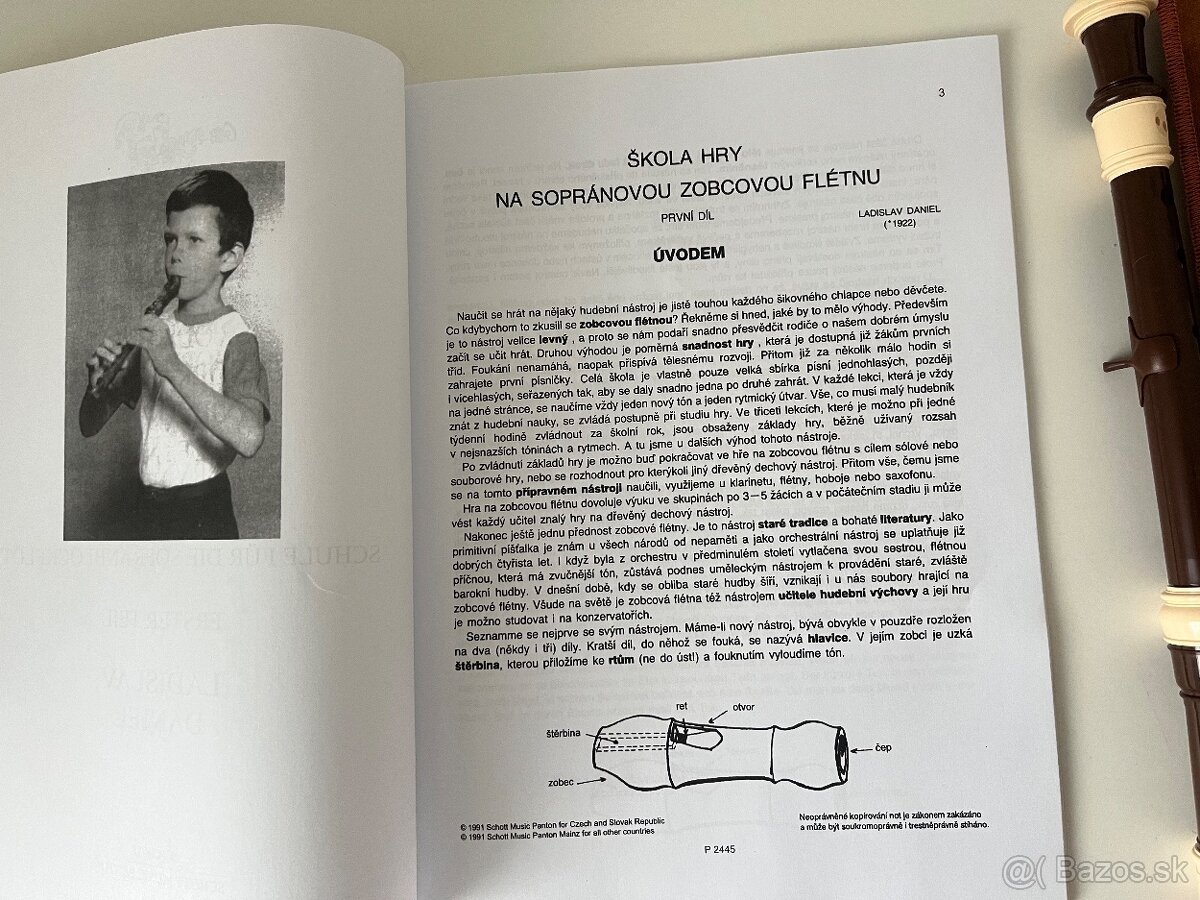 3
ŠKOLA HRY
NA SOPRÁNOVOU ZOBCOVOU FLÉTNU
PRVNÍ DÍL
LADISLAV DANIEL
(*1922)
ÚVODEM
Naučit se hrát na nějaký hudební nástroj je jistě touhou každého šikovného chlapce nebo děvčete.
Co kdybychom to zkusili se zobcovou flétnou? Řekněme si hned, jaké by to mělo výhody. Především
je to nástroj velice levný , a proto se nám podaří snadno přesvědčit rodiče o našem dobrém úmyslu
začít se učit hrát. Druhou výhodou je poměrná snadnost hry , která je dostupná již žákům prvních
tříd. Foukání nenamáhá, naopak přispívá tělesnému rozvoji. Přitom již za několik málo hodin si
zahrajete první písničky. Celá škola je vlastně pouze velká sbírka písní jednohlasých, později
i vícehlasých, seřazených tak, aby se daly snadno jedna po druhé zahrát. V každé lekci, která je vždy
na jedné stránce, se naučíme vždy jeden nový tón a jeden rytmický útvar. Vše, co musí malý hudebník
znát z hudební nauky, se zvládá postupně při studiu hry. Ve třiceti lekcích, které je možno při jedné
týdenní hodině zvládnout za školní rok, jsou obsaženy základy hry, běžně užívaný rozsah
v nejsnazších tóninách a rytmech. A tu jsme u dalších výhod tohoto nástroje.
Po zvládnutí základů hry je možno buď pokračovat ve hře na zobcovou flétnu s cílem sólové nebo
souborové hry, nebo se rozhodnout pro kterýkoli jiný dřevěný dechový nástroj. Přitom vše, čemu jsme
se na tomto přípravném nástroji naučili, využijeme u klarinetu, flétny, hoboje nebo saxofonu.
Hra na zobcovou flétnu dovoluje výuku ve skupinách po 3—5 žácích a v počátečním stadiu ji může
vést každý učitel znalý hry na dřevěný dechový nástroj.
Nakonec ještě jednu přednost zobcové flétny. Je to nástroj staré tradice a bohaté literatury. Jako
primitivní píšťalka je znám u všech národů od nepaměti a jako orchestrální nástroj se uplatňuje již
dobrých čtyřista let. I když byla z orchestru v předminulém století vytlačena svou sestrou, flétnou
příčnou, která má zvučnější tón, zůstává podnes uměleckým nástrojem k provádění staré, zvláště
barokní hudby. V dnešní době, kdy se obliba staré hudby šíří, vznikají i u nás soubory hrající na
zobcové flétny. Všude na světě je zobcová flétna též nástrojem učitele hudební výchovy a její hru
je možno studovat i na konzervatořích.
Seznamme se nejprve se svým nástrojem. Máme-li nový nástroj, bývá obvykle v pouzdře rozložen
na dva (někdy i tři) díly. Kratší díl, do něhož se fouká, se nazývá hlavice. V jejím zobci je uzká
štěrbina, kterou přiložíme ke rtům (ne do úst!) a fouknutím vyloudíme tón.
ret
otvor
štěrbina
čep
zobec
© 1991 Schott Music Panton for Czech and Slovak Republic
© 1991 Schott Music Panton Mainz for all other countries
Neoprávněné kopírování not je zákonem zakázáno
a může být soukromoprávně i trestněprávně stíháno.
P 2445
@( Bazos.sk